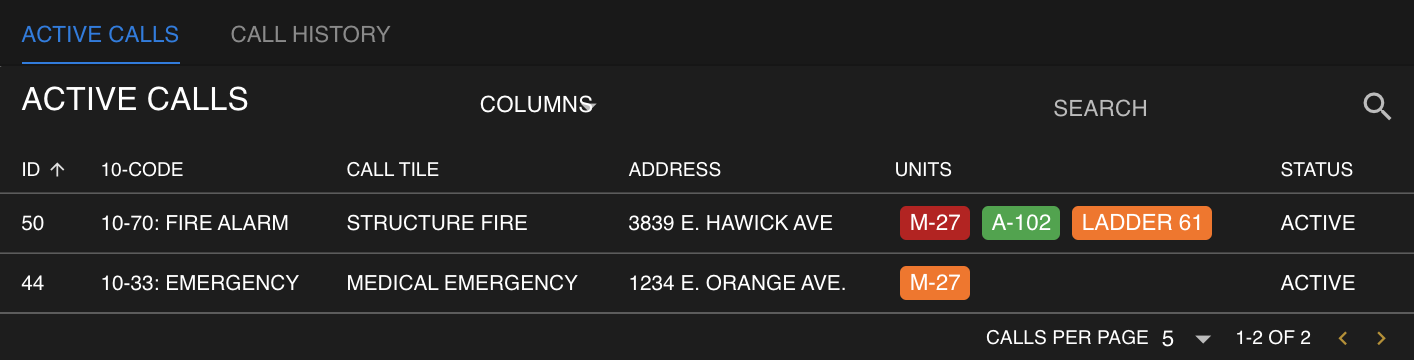 ACTIVE CALLS CALL HISTORY
ACTIVE CALLS COLUMNS SEARCH
ID 10-CODE CALL TILE ADDRESS UNITS STATUS
50 10-70: FIRE ALARM STRUCTURE FIRE 3839 E. HAWICK AVE M-27 A-102 LADDER 61 ACTIVE
44 10-33: EMERGENCY MEDICAL EMERGENCY 1234 E. ORANGE AVE. M-27 ACTIVE
CALLS PER PAGE 5 1-2 OF 2